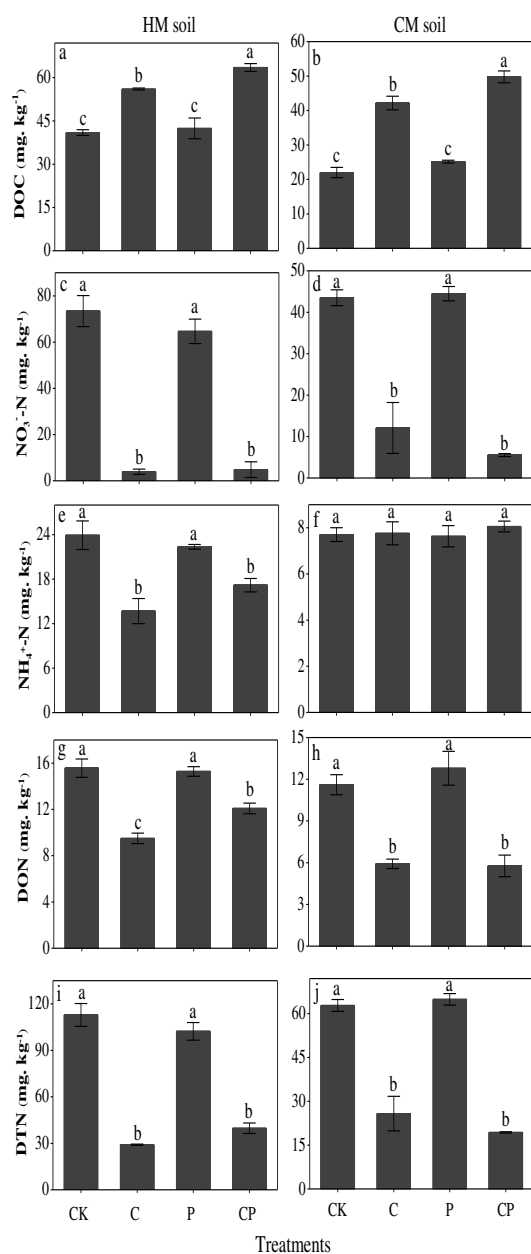 HM soil CM soil
a
DOC (mg. kg⁻¹)
60
45
30
15
0
c b c a
b
60
50
40
30
20
10
0
c b c a
c
NO₃⁻-N (mg. kg⁻¹)
80
60
40
20
0
a b a b
d
50
40
30
20
10
0
a b a b
e
NH₄⁺-N (mg. kg⁻¹)
24
18
12
6
0
a b a b
f
8
6
4
2
0
a a a a
g
DON (mg. kg⁻¹)
16
12
8
4
0
a c a b
h
15
12
9
6
3
0
a b a b
i
DTN (mg. kg⁻¹)
120
90
60
30
0
a b a b
j
60
45
30
15
0
a b a b
CK C P CP CK C P CP
Treatments